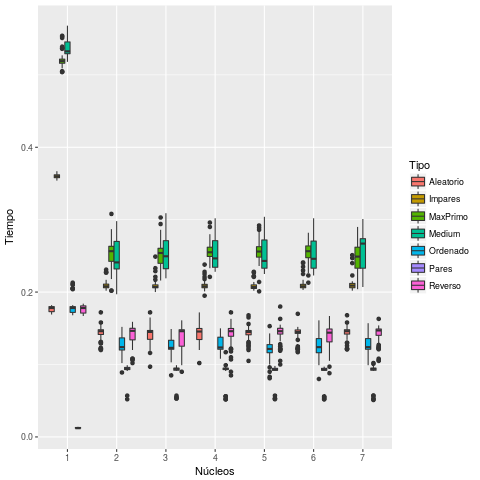 Tiempo
0.4
0.2
0.0
1 2 3 4 5 6 7
Núcleos
Tipo
Aleatorio
Impares
MaxPrimo
Medium
Ordenado
Pares
Reverso